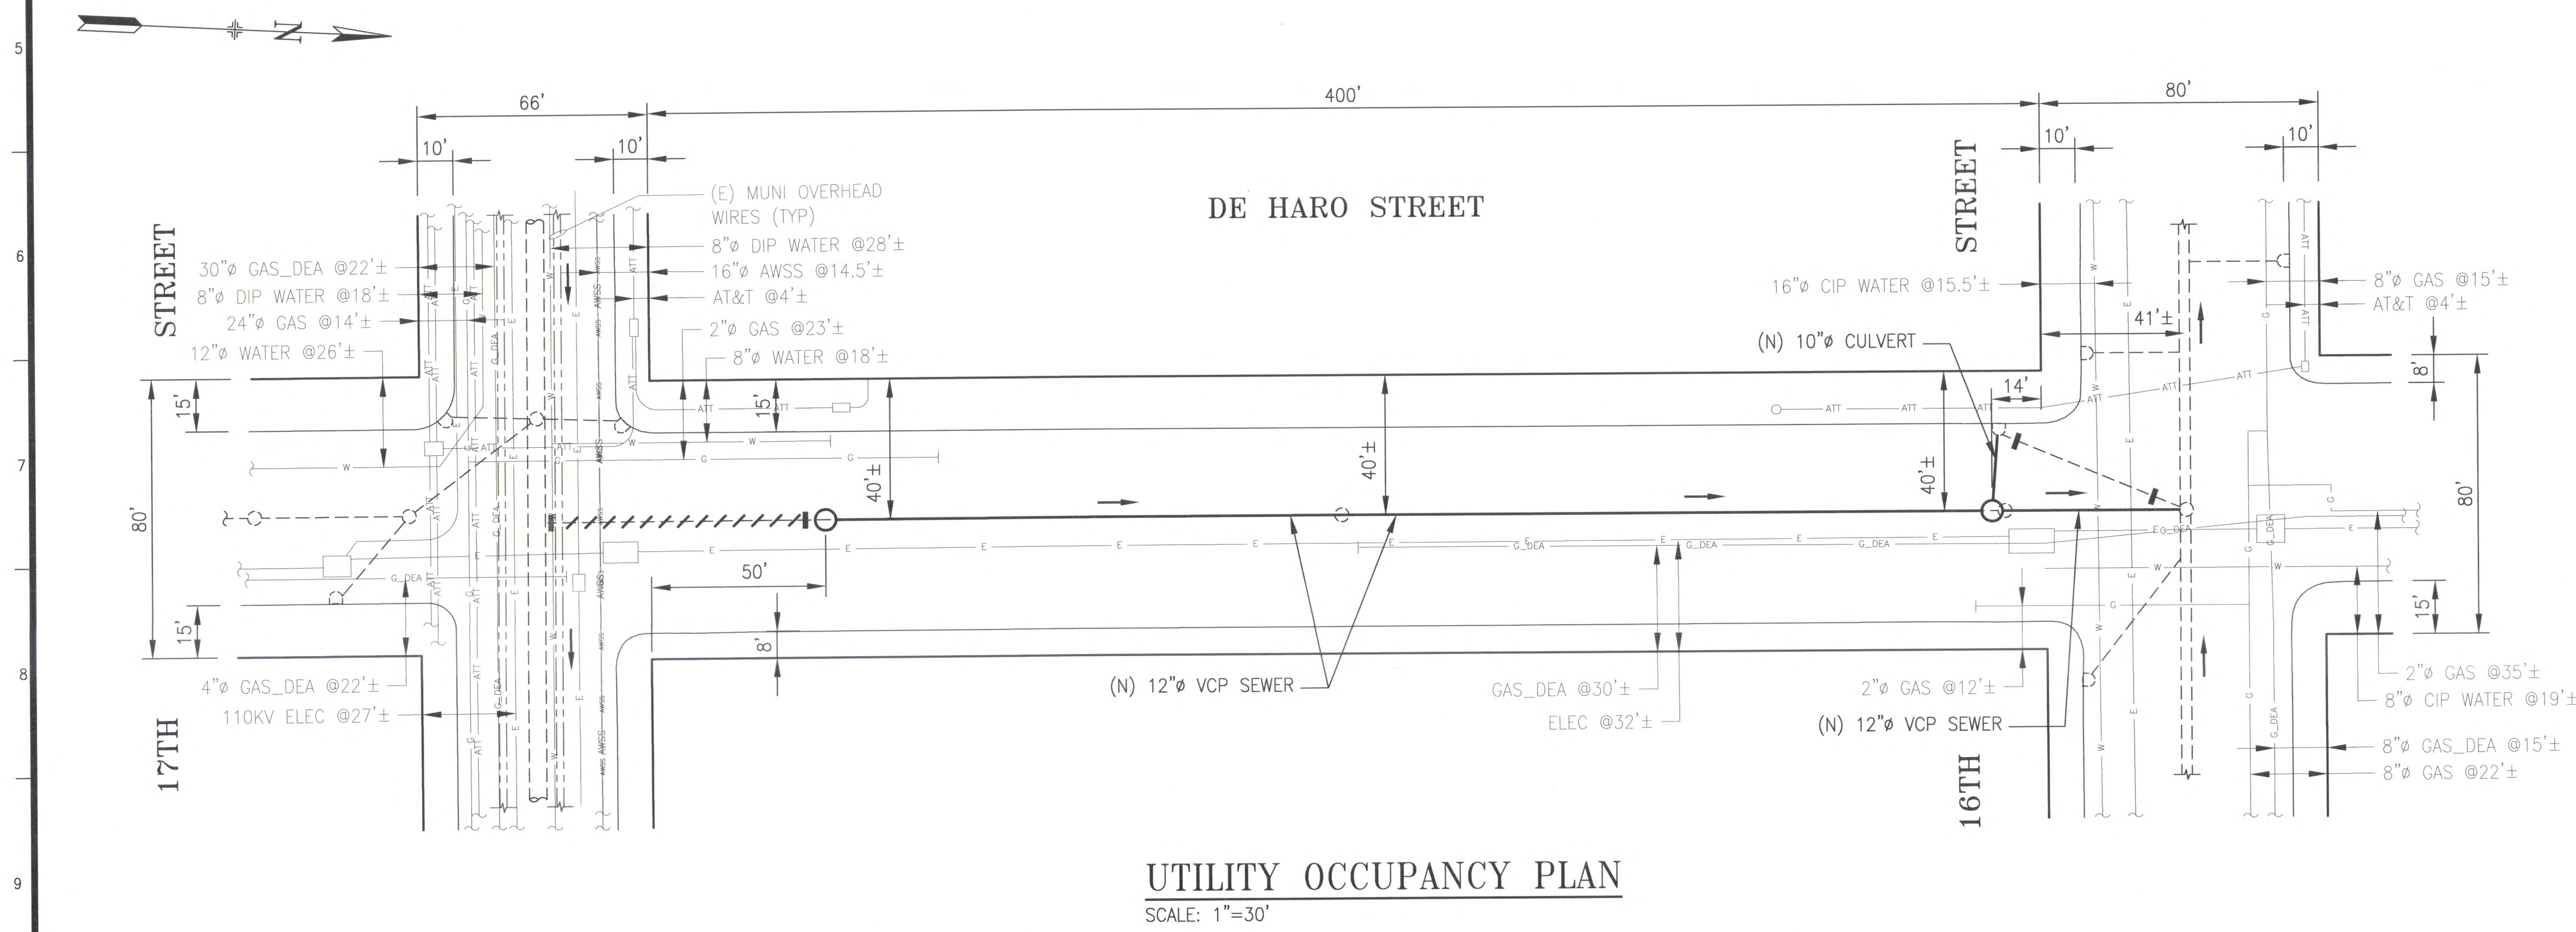 5
6
7
8
9
N
66'
400'
80'
10'
10'
10'
10'
STREET
DE HARO STREET
STREET
(E) MUNI OVERHEAD
WIRES (TYP)
8"ø DIP WATER @28'±
16"ø AWSS @14.5'±
AT&T @4'±
2"ø GAS @23'±
8"ø WATER @18'±
30"ø GAS_DEA @22'±
8"ø DIP WATER @18'±
24"ø GAS @14'±
12"ø WATER @26'±
16"ø CIP WATER @15.5'±
(N) 10"ø CULVERT
41'±
14'
8"ø GAS @15'±
AT&T @4'±
8'
15'
80'
15'
15'
40'±
40'±
40'±
80'
15'
50'
8'
4"ø GAS_DEA @22'±
110KV ELEC @27'±
(N) 12"ø VCP SEWER
GAS_DEA @30'±
ELEC @32'±
2"ø GAS @12'±
(N) 12"ø VCP SEWER
2"ø GAS @35'±
8"ø CIP WATER @19'±
8"ø GAS_DEA @15'±
8"ø GAS @22'±
17TH
16TH
ATT ATT ATT
W W
G G
E E E E E E E E
G_DEA G_DEA G_DEA
UTILITY OCCUPANCY PLAN
SCALE: 1"=30'